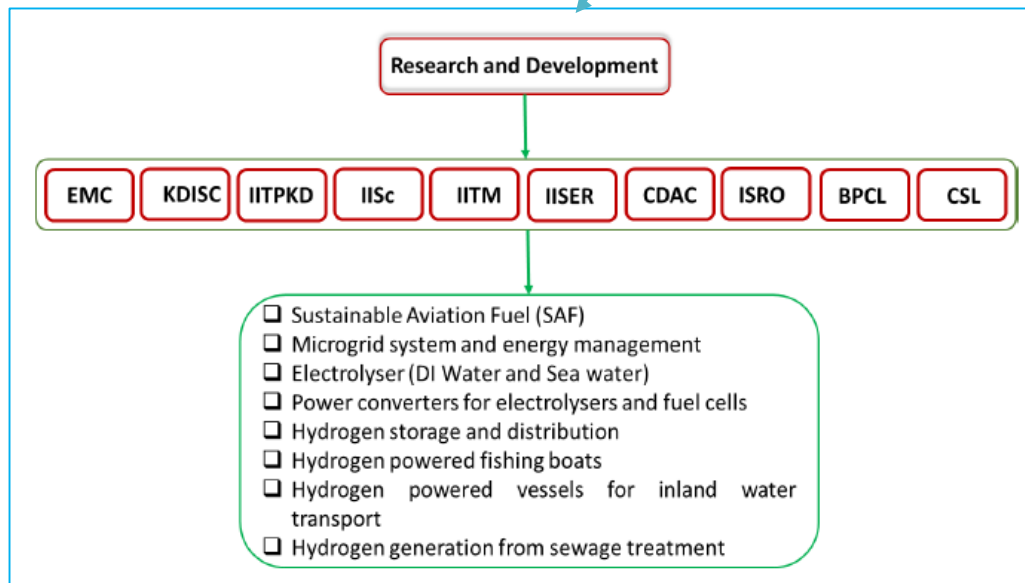 Research and Development
EMC KDISC IITPKD IISc IITM IISER CDAC ISRO BPCL CSL
❑ Sustainable Aviation Fuel (SAF)
❑ Microgrid system and energy management
❑ Electrolyser (DI Water and Sea water)
❑ Power converters for electrolysers and fuel cells
❑ Hydrogen storage and distribution
❑ Hydrogen powered fishing boats
❑ Hydrogen powered vessels for inland water
transport
❑ Hydrogen generation from sewage treatment